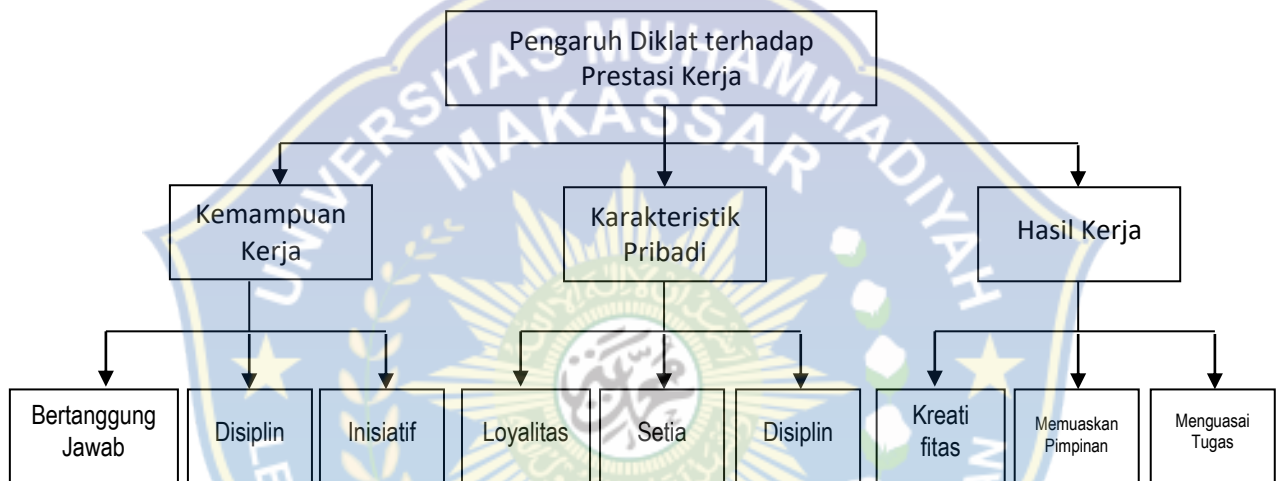 Pengaruh Diklat terhadap
Prestasi Kerja
UNIVERSITAS MUHAMMADIYAH
MAKASSAR
Kemampuan
Kerja
Karakteristik
Pribadi
Hasil Kerja
Bertanggung
Jawab
Disiplin
Inisiatif
Loyalitas
Setia
Disiplin
Kreati
fitas
Memuaskan
Pimpinan
Menguasai
Tugas